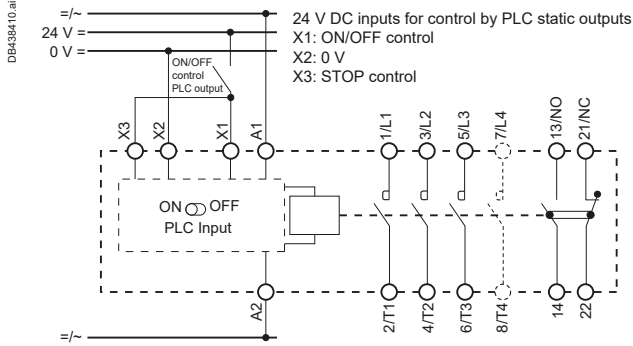 DB438410.ai
=/~
24 V =
0 V =
24 V DC inputs for control by PLC static outputs
X1: ON/OFF control
X2: 0 V
X3: STOP control
ON/OFF
control
PLC output
X3
X2
X1
A1
1/L1
3/L2
5/L3
7/L4
13/NO
21/NC
ON OFF
PLC Input
A2
2/T1
4/T2
6/T3
8/T4
14
22
=/~